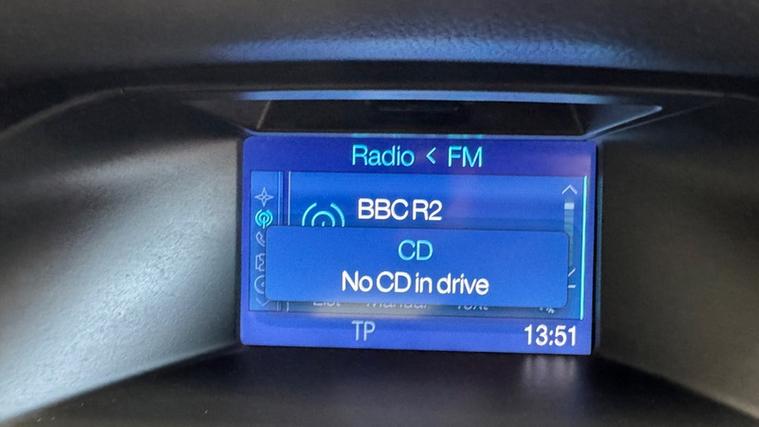 Radio < FM
BBC R2
CD
No CD in drive
TP
13:51